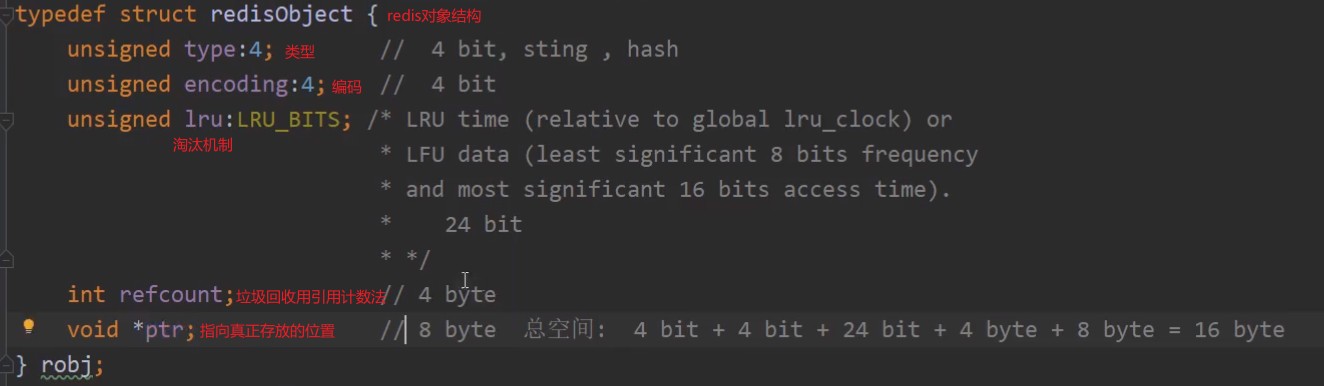 typedef struct redisObject { redis对象结构
unsigned type:4; 类型 // 4 bit, sting , hash
unsigned encoding:4; 编码 // 4 bit
unsigned lru:LRU_BITS; /* LRU time (relative to global lru_clock) or
淘汰机制
* LFU data (least significant 8 bits frequency
* and most significant 16 bits access time).
* 24 bit
* */
int refcount; 垃圾回收用引用计数法 // 4 byte
void *ptr; 指向真正存放的位置 // 8 byte 总空间: 4 bit + 4 bit + 24 bit + 4 byte + 8 byte = 16 byte
} robj;